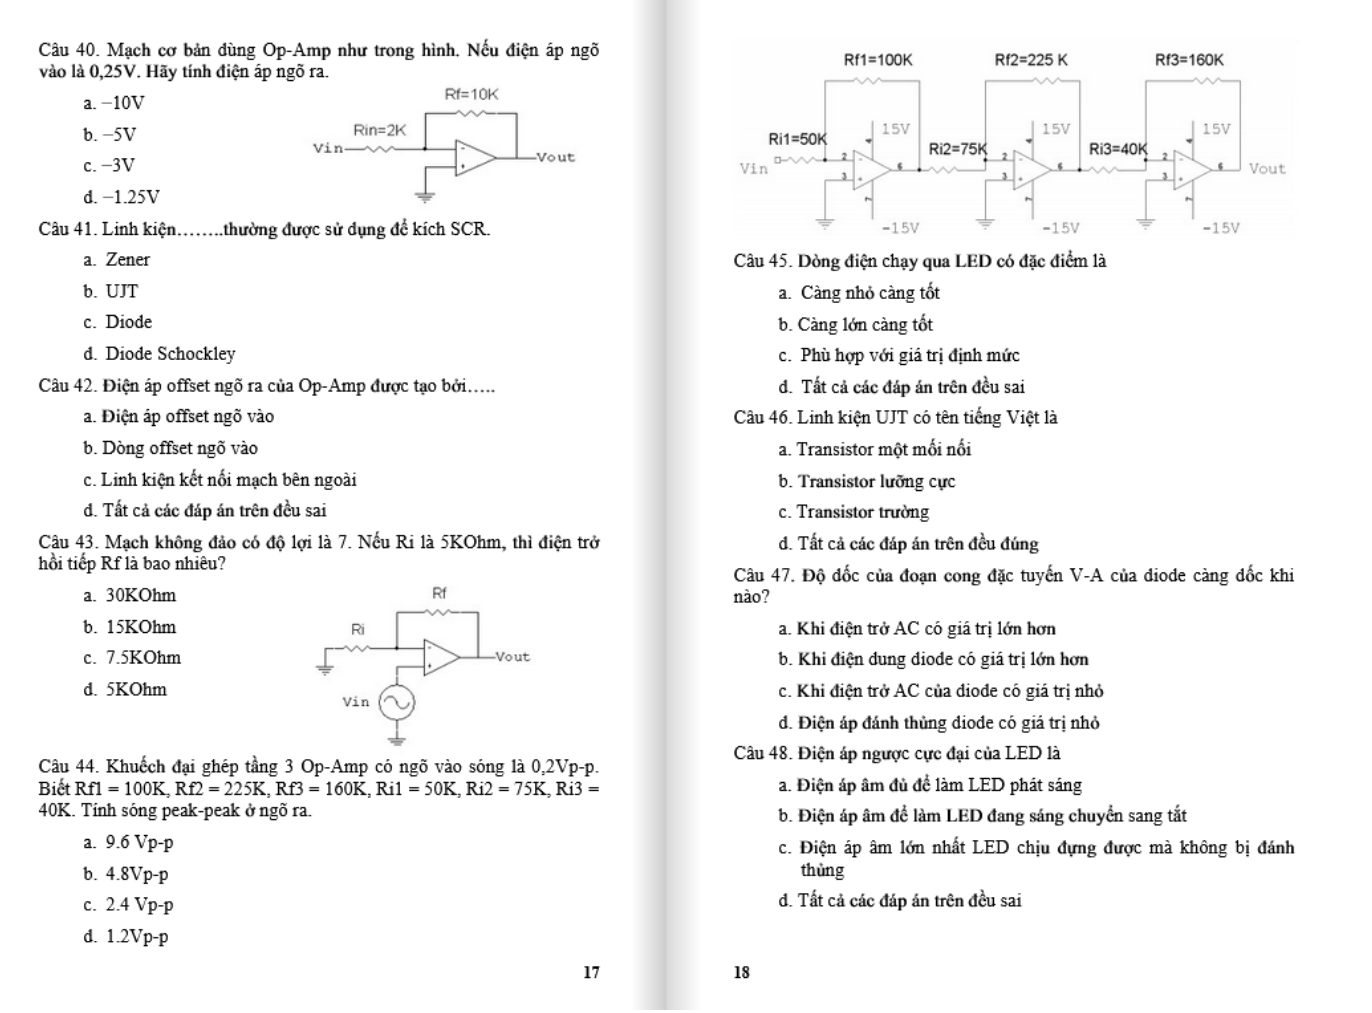 Câu 40. Mạch cơ bản dùng Op-Amp như trong hình. Nếu điện áp ngõ
vào là 0,25V. Hãy tính điện áp ngõ ra.
a. −10V
b. −5V
c. −3V
d. −1.25V
Rf=10K
Rin=2K
Vin
Vout
Câu 41. Linh kiện……..thường được sử dụng để kích SCR.
a. Zener
b. UJT
c. Diode
d. Diode Schockley
Câu 42. Điện áp offset ngõ ra của Op-Amp được tạo bởi…..
a. Điện áp offset ngõ vào
b. Dòng offset ngõ vào
c. Linh kiện kết nối mạch bên ngoài
d. Tất cả các đáp án trên đều sai
Câu 43. Mạch không đảo có độ lợi là 7. Nếu Ri là 5KOhm, thì điện trở
hồi tiếp Rf là bao nhiêu?
a. 30KOhm
b. 15KOhm
c. 7.5KOhm
d. 5KOhm
Rf
Ri
Vout
Vin
Câu 44. Khuếch đại ghép tầng 3 Op-Amp có ngõ vào sóng là 0,2Vp-p.
Biết Rf1 = 100K, Rf2 = 225K, Rf3 = 160K, Ri1 = 50K, Ri2 = 75K, Ri3 =
40K. Tính sóng peak-peak ở ngõ ra.
a. 9.6 Vp-p
b. 4.8Vp-p
c. 2.4 Vp-p
d. 1.2Vp-p
17
Rf1=100K Rf2=225 K Rf3=160K
15V 15V 15V
Ri1=50K Ri2=75K Ri3=40K
Vin 2 3 4 6 7 2 3 4 6 7 2 3 4 6 7 Vout
-15V -15V -15V
Câu 45. Dòng điện chạy qua LED có đặc điểm là
a. Càng nhỏ càng tốt
b. Càng lớn càng tốt
c. Phù hợp với giá trị định mức
d. Tất cả các đáp án trên đều sai
Câu 46. Linh kiện UJT có tên tiếng Việt là
a. Transistor một mối nối
b. Transistor lưỡng cực
c. Transistor trường
d. Tất cả các đáp án trên đều đúng
Câu 47. Độ dốc của đoạn cong đặc tuyến V-A của diode càng dốc khi
nào?
a. Khi điện trở AC có giá trị lớn hơn
b. Khi điện dung diode có giá trị lớn hơn
c. Khi điện trở AC của diode có giá trị nhỏ
d. Điện áp đánh thủng diode có giá trị nhỏ
Câu 48. Điện áp ngược cực đại của LED là
a. Điện áp âm đủ để làm LED phát sáng
b. Điện áp âm để làm LED đang sáng chuyển sang tắt
c. Điện áp âm lớn nhất LED chịu đựng được mà không bị đánh
thủng
d. Tất cả các đáp án trên đều sai
18